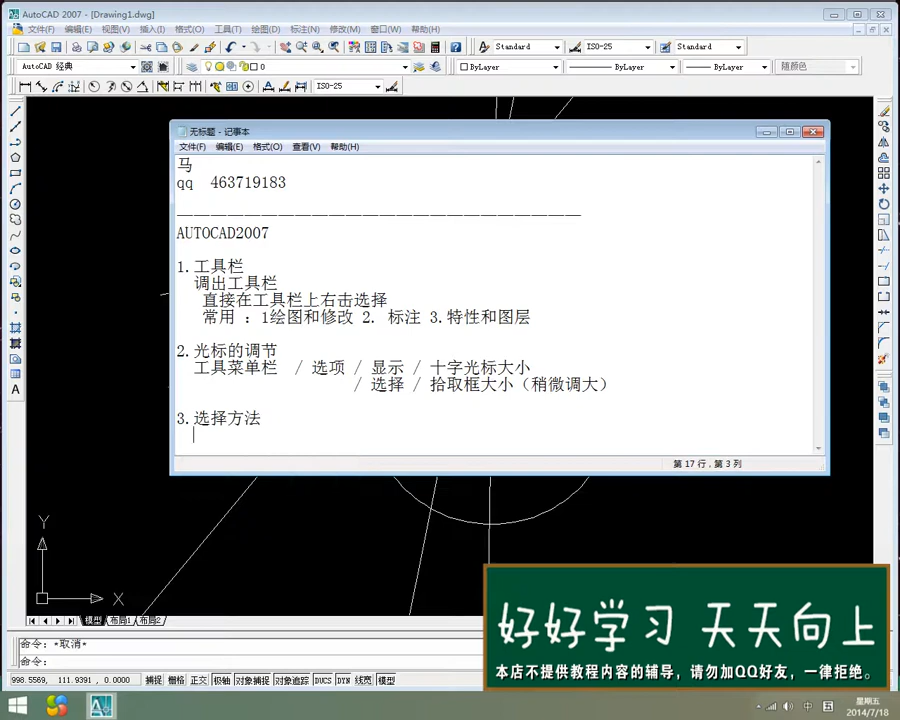 AutoCAD 2007 - [Drawing1.dwg]
文件(F) 编辑(E) 视图(V) 插入(I) 格式(O) 工具(T) 绘图(D) 标注(N) 修改(M) 窗口(W) 帮助(H)
Standard ISO-25 Standard
AutoCAD 经典 0 ByLayer ByLayer ByLayer 随颜色
ISO-25
无标题 - 记事本
文件(F) 编辑(E) 格式(O) 查看(V) 帮助(H)
马
qq 463719183
————————————————————————
AUTOCAD2007
1.工具栏
调出工具栏
直接在工具栏上右击选择
常用 ：1绘图和修改 2. 标注 3.特性和图层
2.光标的调节
工具菜单栏 / 选项 / 显示 / 十字光标大小
/ 选择 / 拾取框大小（稍微调大）
3.选择方法
第 17 行，第 3 列
Y
X
模型 布局1 布局2
命令: *取消*
命令:
998.5569, 111.9391, 0.0000 捕捉 栅格 正交 极轴 对象捕捉 对象追踪 DUCS DYN 线宽 模型
好好学习 天天向上
本店不提供教程内容的辅导，请勿加QQ好友，一律拒绝。
中
星期五
2014/7/18